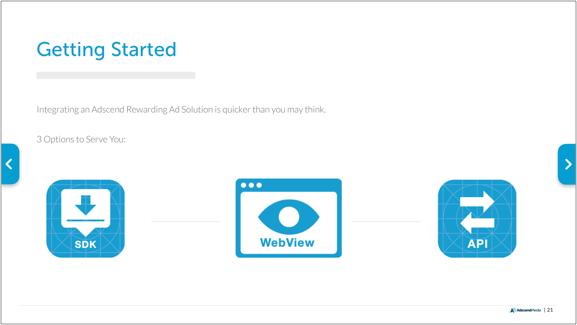 Getting Started
Integrating an Adscend Rewarding Ad Solution is quicker than you may think.
3 Options to Serve You:
SDK
WebView
API
AdscendMedia | 21